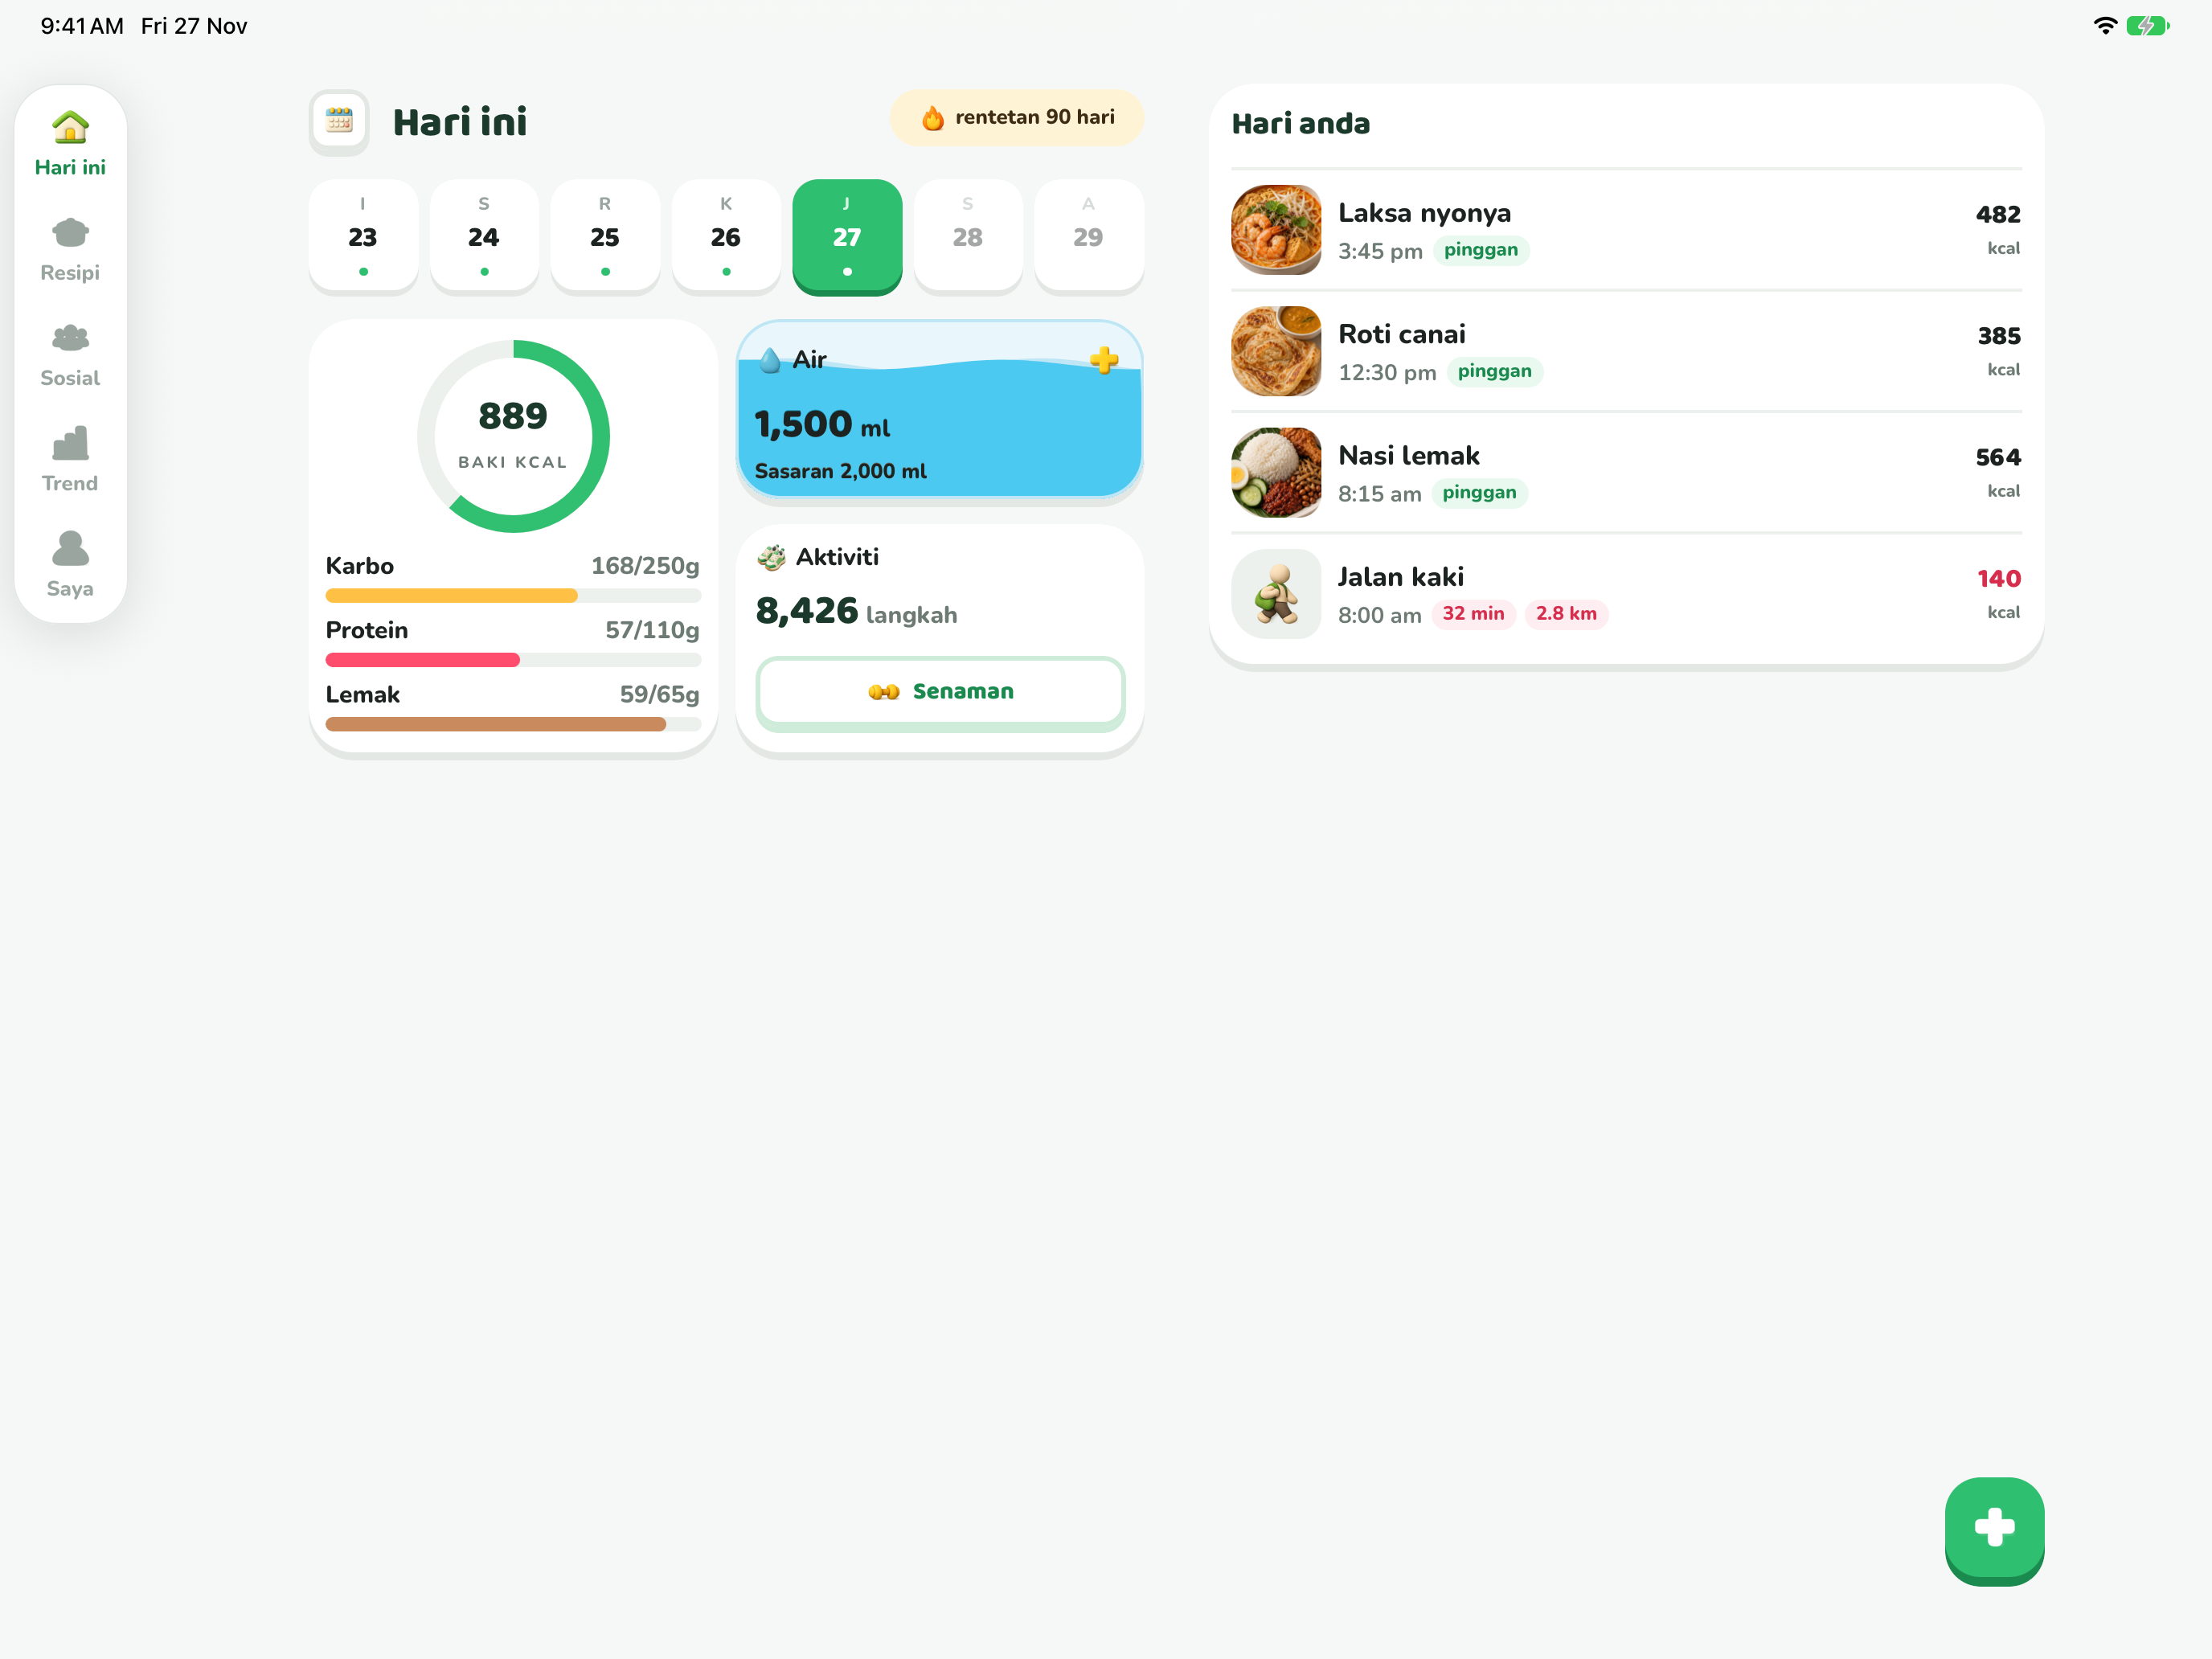 9:41 AM Fri 27 Nov
Hari ini
Resipi
Sosial
Trend
Saya
Hari ini
rentetan 90 hari
I
23
S
24
R
25
K
26
J
27
S
28
A
29
889
BAKI KCAL
Karbo 168/250g
Protein 57/110g
Lemak 59/65g
Air
1,500 ml
Sasaran 2,000 ml
Aktiviti
8,426 langkah
Senaman
Hari anda
Laksa nyonya 482
3:45 pm pinggan kcal
Roti canai 385
12:30 pm pinggan kcal
Nasi lemak 564
8:15 am pinggan kcal
Jalan kaki 140
8:00 am 32 min 2.8 km kcal